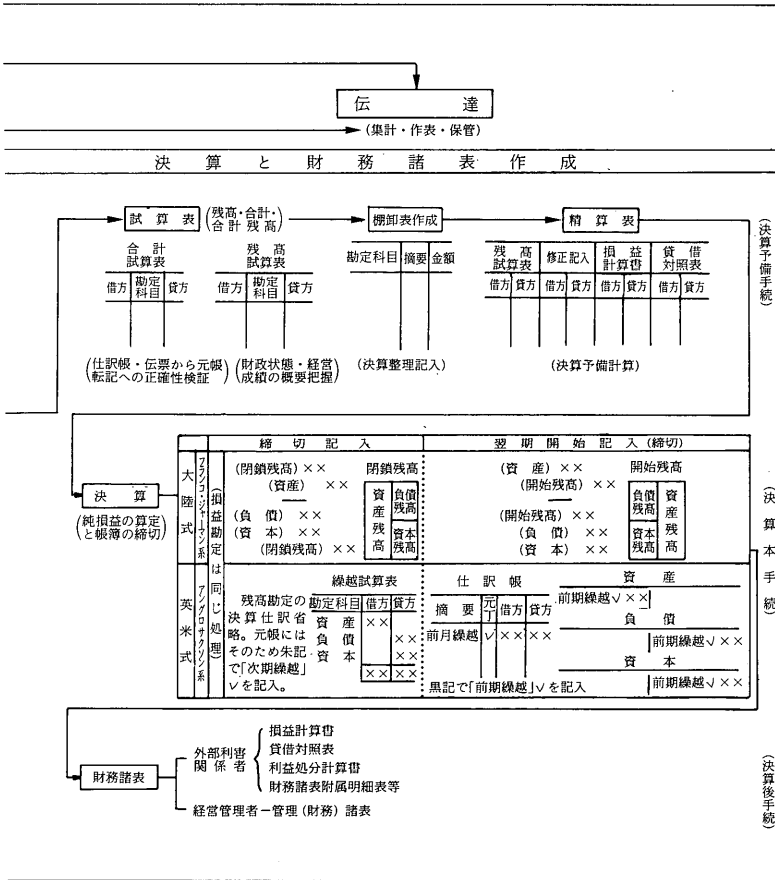 伝達
(集計・作表・保管)
決算と財務諸表作成
試算表
(残高・合計・
合計残高)
棚卸表作成
精算表
(決算予備手続)
合計
試算表
借方 勘定科目 貸方
残高
試算表
借方 勘定科目 貸方
勘定科目 摘要 金額
残高試算表 修正記入 損益計算書 貸借対照表
借方 貸方 借方 貸方 借方 貸方 借方 貸方
(仕訳帳・伝票から元帳
転記への正確性検証)
(財政状態・経営
成績の概要把握)
(決算整理記入)
(決算予備計算)
決算
(純損益の算定
と帳簿の締切)
締切記入
翌期開始記入(締切)
大陸式
フランコ・ジャーマン系
(損益勘定は同じ処理)
(閉鎖残高)××
(資産)××
(負債)××
(資本)××
(閉鎖残高)××
閉鎖残高
資産残高 負債残高
資本残高
(資産)××
(開始残高)××
(開始残高)××
(負債)××
(資本)××
開始残高
負債残高 資産残高
資本残高
(決算本手続)
英米式
アングロサクソン系
残高勘定の
決算仕訳省
略。元帳には
そのため朱記
で「次期繰越」
√を記入。
繰越試算表
勘定科目 借方 貸方
資産 ××
負債 ××
資本 ××
×× ××
仕訳帳
摘要 元丁 借方 貸方
前月繰越 √ ×× ××
黒記で「前期繰越」√を記入
資産
前期繰越√××
負債
前期繰越√××
資本
前期繰越√××
財務諸表
外部利害
関係者
損益計算書
貸借対照表
利益処分計算書
財務諸表附属明細表等
経営管理者−管理(財務)諸表
(決算後手続)